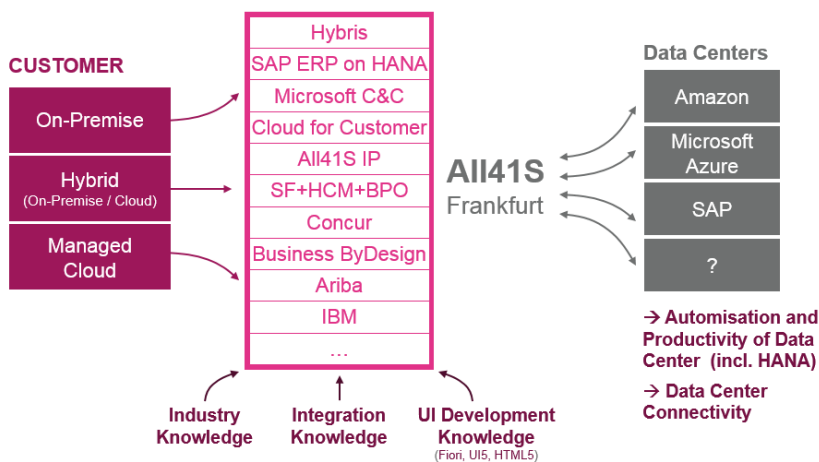 CUSTOMER
On-Premise
Hybrid
(On-Premise / Cloud)
Managed
Cloud
Hybris
SAP ERP on HANA
Microsoft C&C
Cloud for Customer
All41S IP
SF+HCM+BPO
Concur
Business ByDesign
Ariba
IBM
...
All41S
Frankfurt
Data Centers
Amazon
Microsoft
Azure
SAP
?
→ Automisation and
Productivity of Data
Center (incl. HANA)
→ Data Center
Connectivity
Industry
Knowledge
Integration
Knowledge
UI Development
Knowledge
(Fiori, UI5, HTML5)